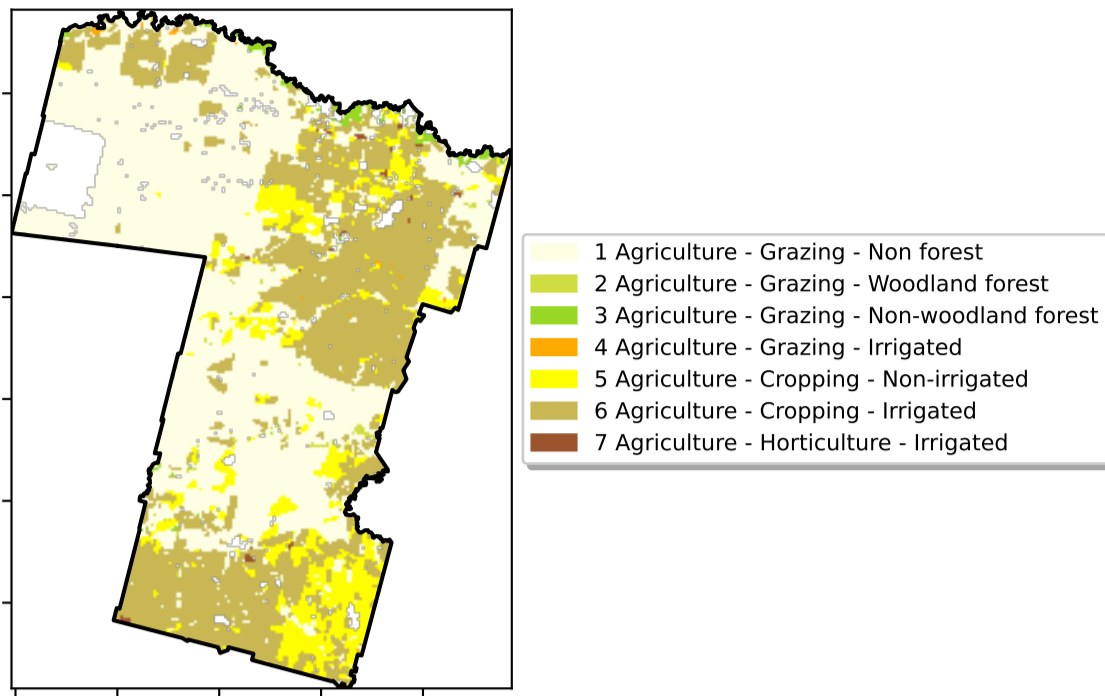 1 Agriculture - Grazing - Non forest
2 Agriculture - Grazing - Woodland forest
3 Agriculture - Grazing - Non-woodland forest
4 Agriculture - Grazing - Irrigated
5 Agriculture - Cropping - Non-irrigated
6 Agriculture - Cropping - Irrigated
7 Agriculture - Horticulture - Irrigated